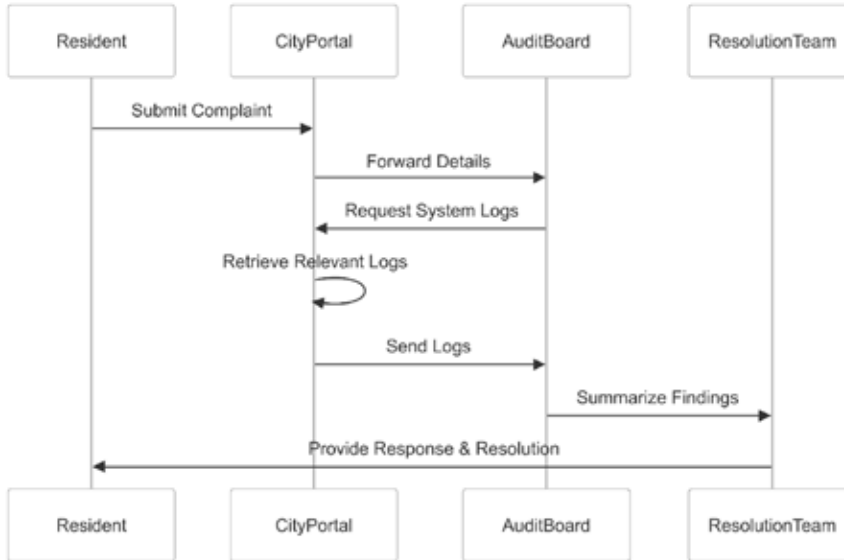 Resident CityPortal AuditBoard ResolutionTeam
Submit Complaint
Forward Details
Request System Logs
Retrieve Relevant Logs
Send Logs
Summarize Findings
Provide Response & Resolution
Resident CityPortal AuditBoard ResolutionTeam